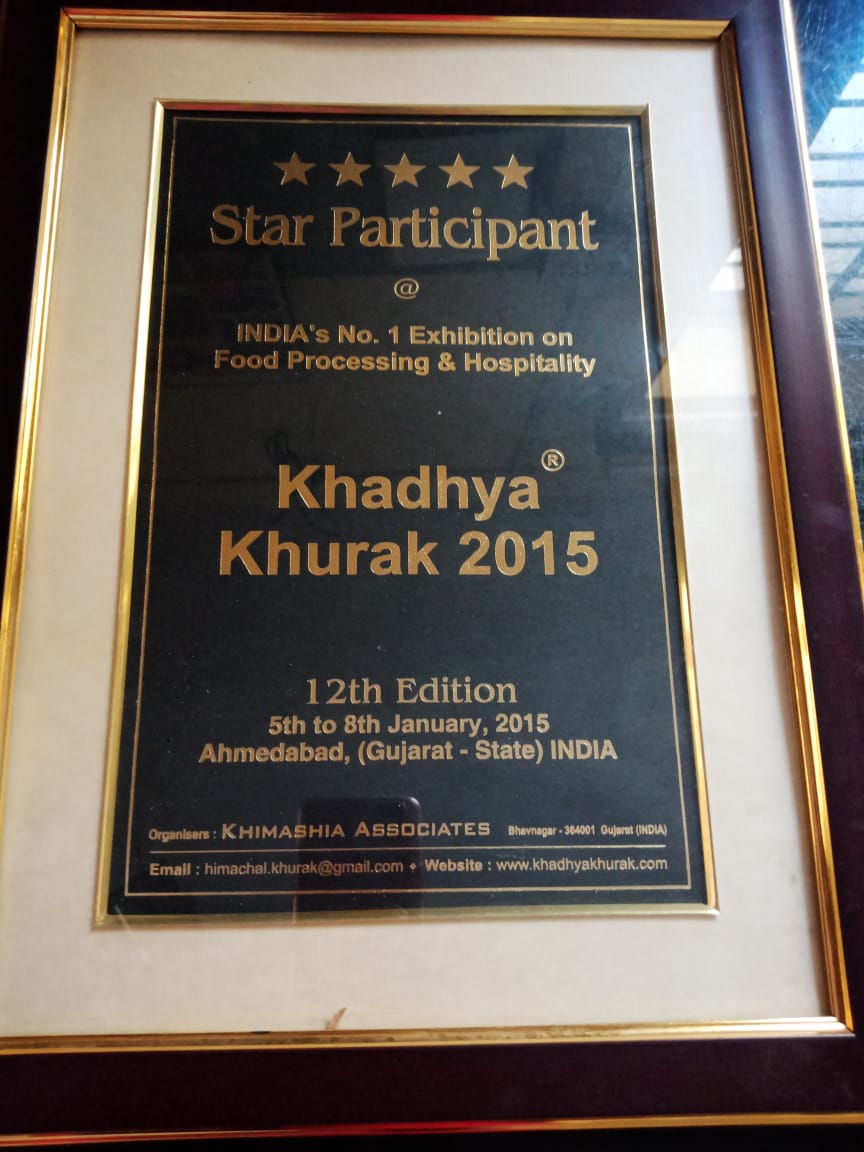 ★★★★★
Star Participant
@
INDIA's No. 1 Exhibition on
Food Processing & Hospitality
Khadhya®
Khurak 2015
12th Edition
5th to 8th January, 2015
Ahmedabad, (Gujarat - State) INDIA
Organisers : KHIMASHIA ASSOCIATES Bhavnagar - 364001 Gujarat (INDIA)
Email : himachal.khurak@gmail.com ♦ Website : www.khadhyakhurak.com